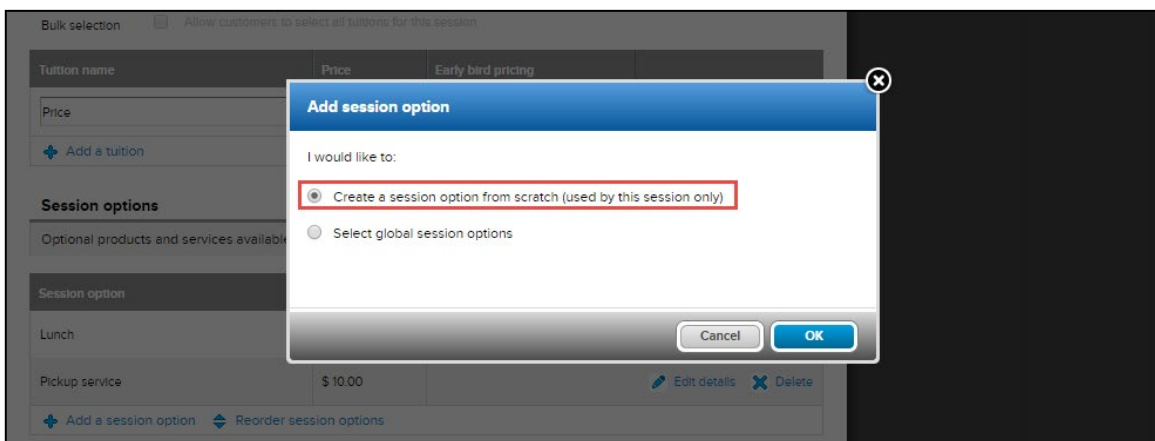 Bulk selection Allow customers to select all tuitions for this session
Tuition name Price Early bird pricing
Price
Add a tuition
Session options
Optional products and services available
Session option
Lunch
Pickup service $ 10.00 Edit details Delete
Add a session option Reorder session options
Add session option
I would like to:
Create a session option from scratch (used by this session only)
Select global session options
Cancel OK